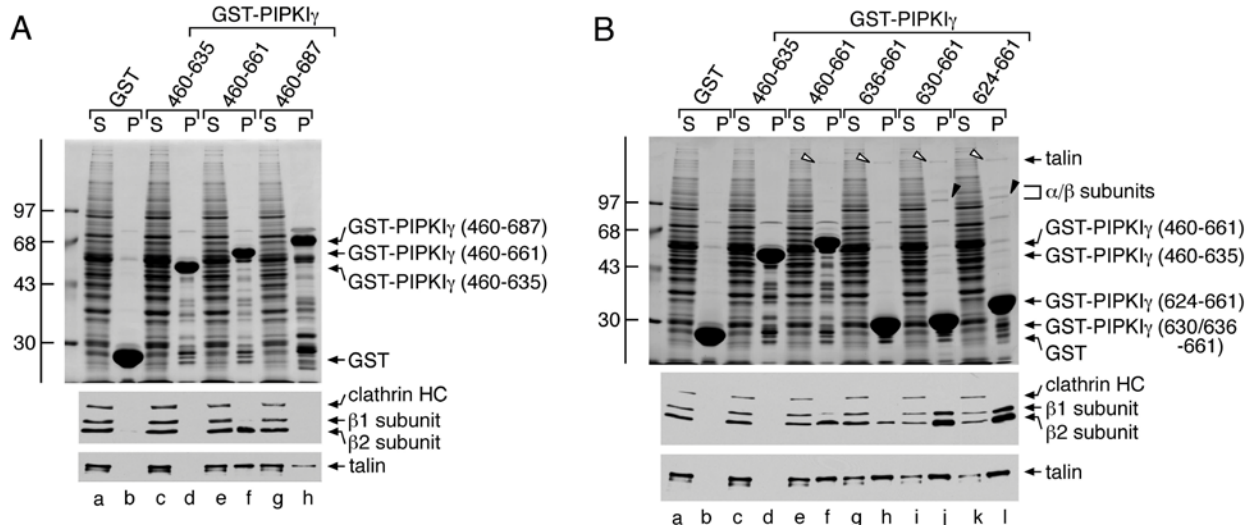 A
GST-PIPKIγ
GST
460-635
460-661
460-687
S P S P S P S P
97
68
43
30
GST-PIPKIγ (460-687)
GST-PIPKIγ (460-661)
GST-PIPKIγ (460-635)
GST
clathrin HC
β1 subunit
β2 subunit
talin
a b c d e f g h
B
GST-PIPKIγ
GST
460-635
460-661
636-661
630-661
624-661
S P S P S P S P S P S P
97
68
43
30
talin
α/β subunits
GST-PIPKIγ (460-661)
GST-PIPKIγ (460-635)
GST-PIPKIγ (624-661)
GST-PIPKIγ (630/636
-661)
GST
clathrin HC
β1 subunit
β2 subunit
talin
a b c d e f g h i j k l